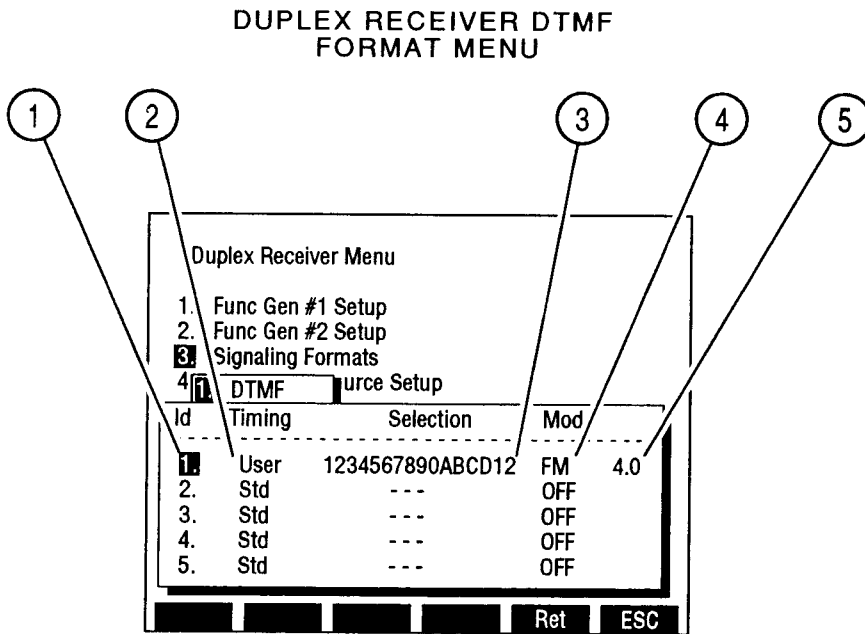 DUPLEX RECEIVER DTMF
FORMAT MENU
1 2 3 4 5
Duplex Receiver Menu
1. Func Gen #1 Setup
2. Func Gen #2 Setup
3. Signaling Formats
4 urce Setup
1. DTMF
Id Timing Selection Mod
1. User 1234567890ABCD12 FM 4.0
2. Std - - - OFF
3. Std - - - OFF
4. Std - - - OFF
5. Std - - - OFF
Ret ESC